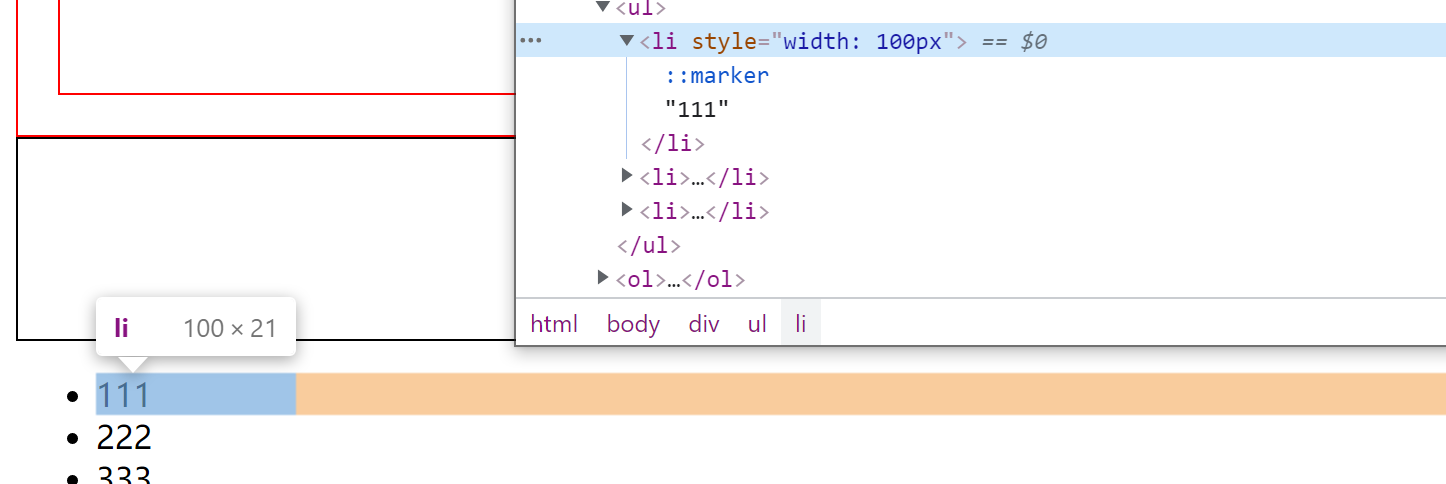 <ul>
••• <li style="width: 100px"> == $0
::marker
"111"
</li>
<li>…</li>
<li>…</li>
</ul>
<ol>…</ol>
html body div ul li
li 100 × 21
• 111
• 222
• 333